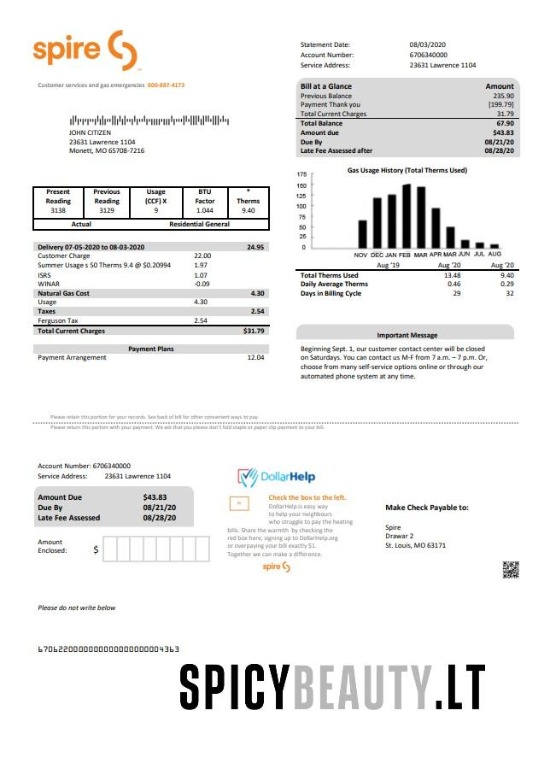 spire
Statement Date: 08/03/2020
Account Number: 6706340000
Service Address: 23631 Lawrence 1104
Customer services and gas emergencies 800-887-4173
Bill at a Glance Amount
Previous Balance 235.90
Payment Thank you [199.79]
Total Current Charges 31.79
Total Balance 67.90
Amount due $43.83
Due By 08/21/20
Late Fee Assessed after 08/28/20
JOHN CITIZEN
23631 Lawrence 1104
Monett, MO 65708-7216
Gas Usage History (Total Therms Used)
175
150
125
100
75
50
25
0
NOV DEC JAN FEB MAR APR MAR JUN JUL AUG
Aug '19 Aug '20 Aug '20
Total Therms Used 13.48 9.40
Daily Average Therms 0.46 0.29
Days in Billing Cycle 29 32
Present Reading Previous Reading Usage (CCF) X BTU Factor * Therms
3138 3129 9 1.044 9.40
Actual Residential General
Delivery 07-05-2020 to 08-03-2020 24.95
Customer Charge 22.00
Summer Usage s 50 Therms 9.4 @ $0.20994 1.97
ISRS 1.07
WINAR -0.09
Natural Gas Cost 4.30
Usage 4.30
Taxes 2.54
Ferguson Tax 2.54
Total Current Charges $31.79
Payment Plans
Payment Arrangement 12.04
Important Message
Beginning Sept. 1, our customer contact center will be closed
on Saturdays. You can contact us M-F from 7 a.m. – 7 p.m. Or,
choose from many self-service options online or through our
automated phone system at any time.
Please retain this portion for your records. See back of bill for other convenient ways to pay.
Please return this portion with your payment. We ask that you please don't fold staple or paper clip payment to your bill.
Account Number: 6706340000
Service Address: 23631 Lawrence 1104
Amount Due $43.83
Due By 08/21/20
Late Fee Assessed 08/28/20
Amount
Enclosed: $
DollarHelp
Check the box to the left.
DollarHelp is easy way
to help your neighbours
who struggle to pay the heating
bills. Share the warmth by checking the
red box here, signing up to DollarHelp.org
or overpaying your bill exactly $1.
Together we can make a difference.
spire
Make Check Payable to:
Spire
Drawar 2
St. Louis, MO 63171
Please do not write below
SPICYBEAUTY.LT